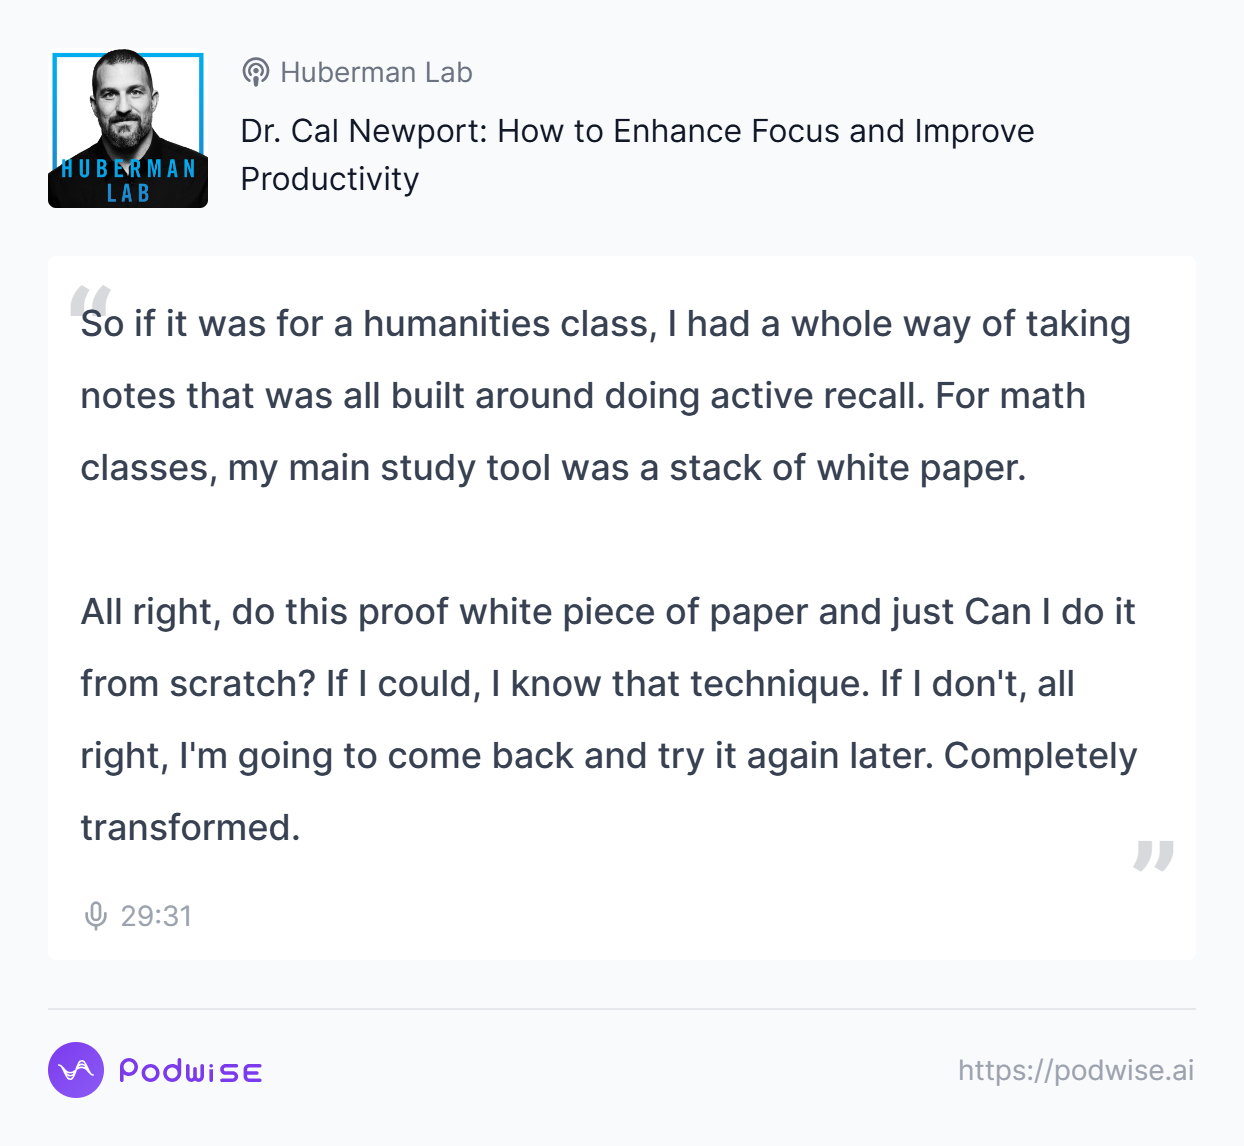 HUBERMAN
LAB
Huberman Lab
Dr. Cal Newport: How to Enhance Focus and Improve
Productivity
“
So if it was for a humanities class, I had a whole way of taking
notes that was all built around doing active recall. For math
classes, my main study tool was a stack of white paper.
All right, do this proof white piece of paper and just Can I do it
from scratch? If I could, I know that technique. If I don't, all
right, I'm going to come back and try it again later. Completely
transformed.
”
29:31
Podwise
https://podwise.ai